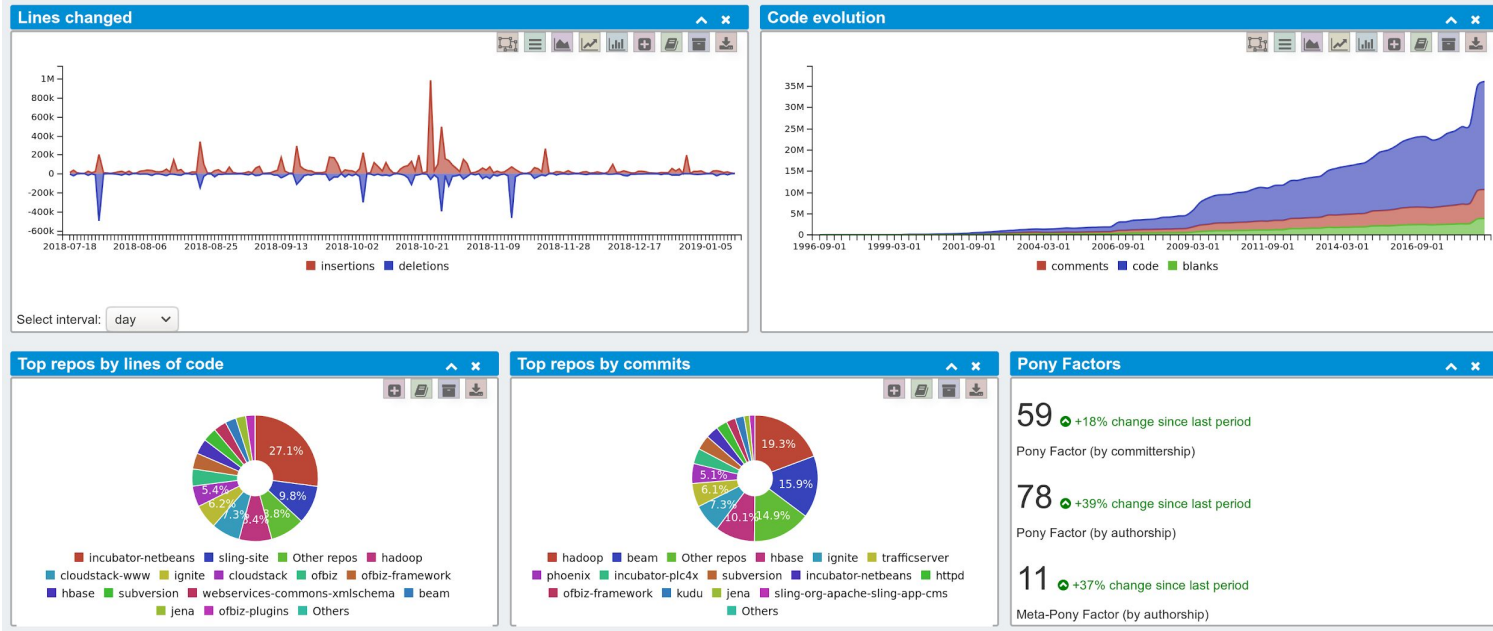 Lines changed
1M
800k
600k
400k
200k
0
-200k
-400k
-600k
2018-07-18 2018-08-06 2018-08-25 2018-09-13 2018-10-02 2018-10-21 2018-11-09 2018-11-28 2018-12-17 2019-01-05
insertions deletions
Select interval: day
Code evolution
35M
30M
25M
20M
15M
10M
5M
0
1996-09-01 1999-03-01 2001-09-01 2004-03-01 2006-09-01 2009-03-01 2011-09-01 2014-03-01 2016-09-01
comments code blanks
Top repos by lines of code
27.1%
9.8%
8.8%
8.4%
7.3%
6.2%
5.4%
incubator-netbeans sling-site Other repos hadoop
cloudstack-www ignite cloudstack ofbiz ofbiz-framework
hbase subversion webservices-commons-xmlschema beam
jena ofbiz-plugins Others
Top repos by commits
19.3%
15.9%
14.9%
10.1%
7.3%
6.1%
5.1%
hadoop beam Other repos hbase ignite trafficserver
phoenix incubator-plc4x subversion incubator-netbeans httpd
ofbiz-framework kudu jena sling-org-apache-sling-app-cms
Others
Pony Factors
59 +18% change since last period
Pony Factor (by committership)
78 +39% change since last period
Pony Factor (by authorship)
11 +37% change since last period
Meta-Pony Factor (by authorship)